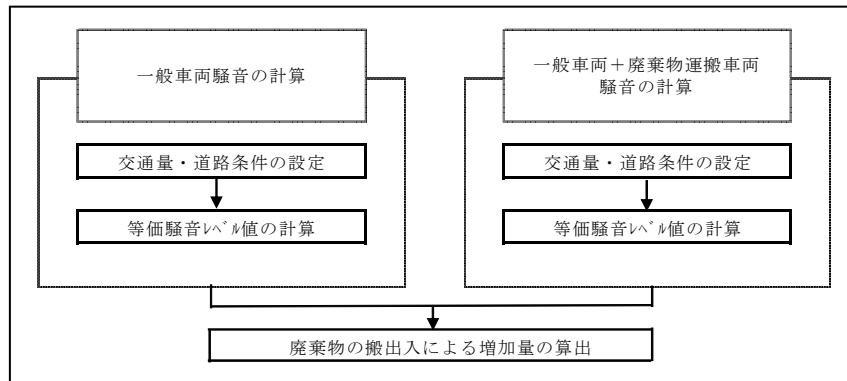 一般車両騒音の計算
交通量・道路条件の設定
等価騒音ﾚﾍﾞﾙ値の計算
一般車両＋廃棄物運搬車両
騒音の計算
交通量・道路条件の設定
等価騒音ﾚﾍﾞﾙ値の計算
廃棄物の搬出入による増加量の算出